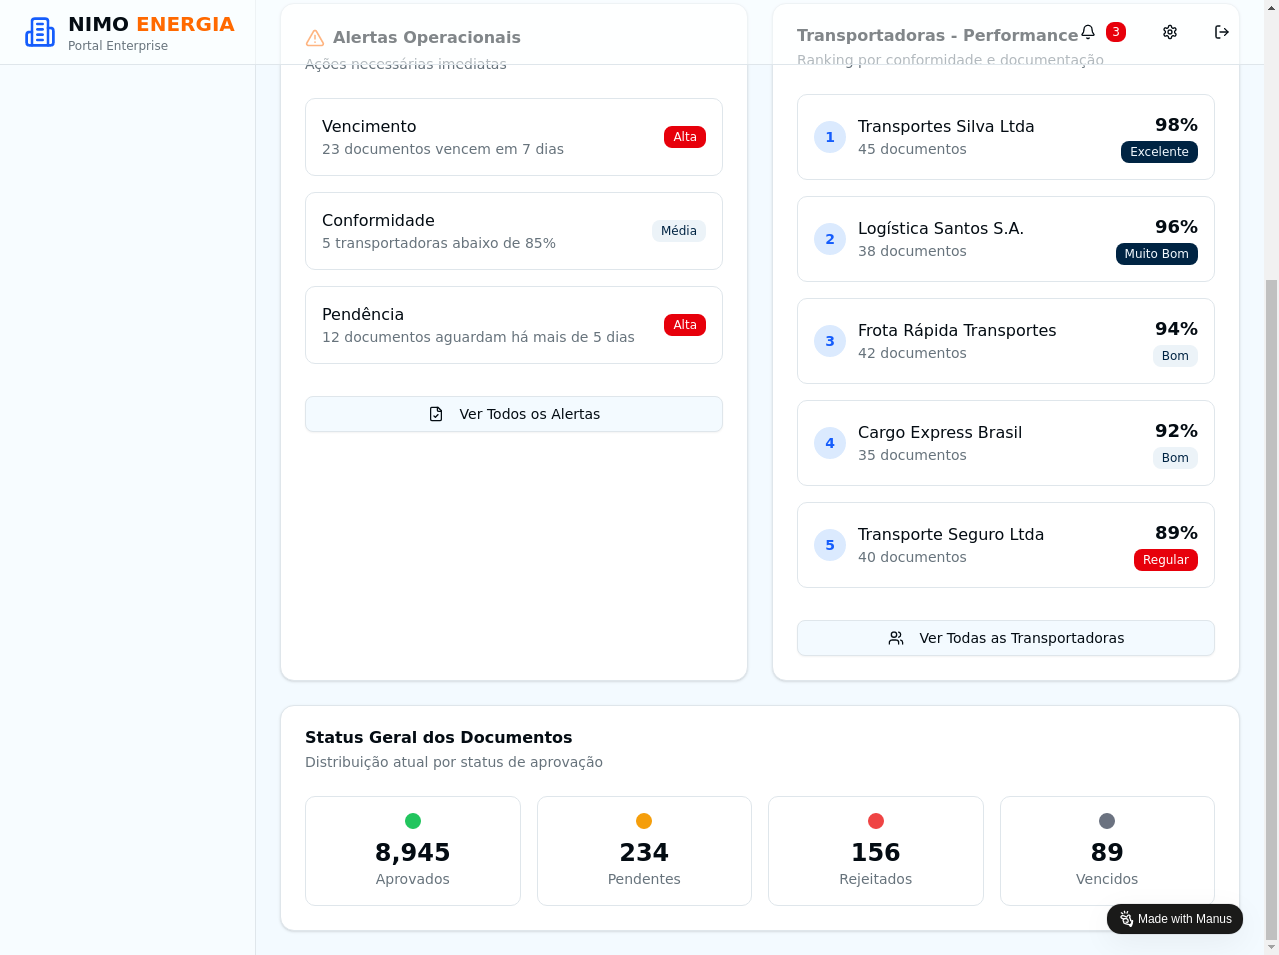 NIMO ENERGIA
Portal Enterprise
3
Alertas Operacionais
Ações necessárias imediatas
Vencimento
23 documentos vencem em 7 dias
Alta
Conformidade
5 transportadoras abaixo de 85%
Média
Pendência
12 documentos aguardam há mais de 5 dias
Alta
Ver Todos os Alertas
Transportadoras - Performance
Ranking por conformidade e documentação
1
Transportes Silva Ltda
45 documentos
98%
Excelente
2
Logística Santos S.A.
38 documentos
96%
Muito Bom
3
Frota Rápida Transportes
42 documentos
94%
Bom
4
Cargo Express Brasil
35 documentos
92%
Bom
5
Transporte Seguro Ltda
40 documentos
89%
Regular
Ver Todas as Transportadoras
Status Geral dos Documentos
Distribuição atual por status de aprovação
8,945
Aprovados
234
Pendentes
156
Rejeitados
89
Vencidos
Made with Manus